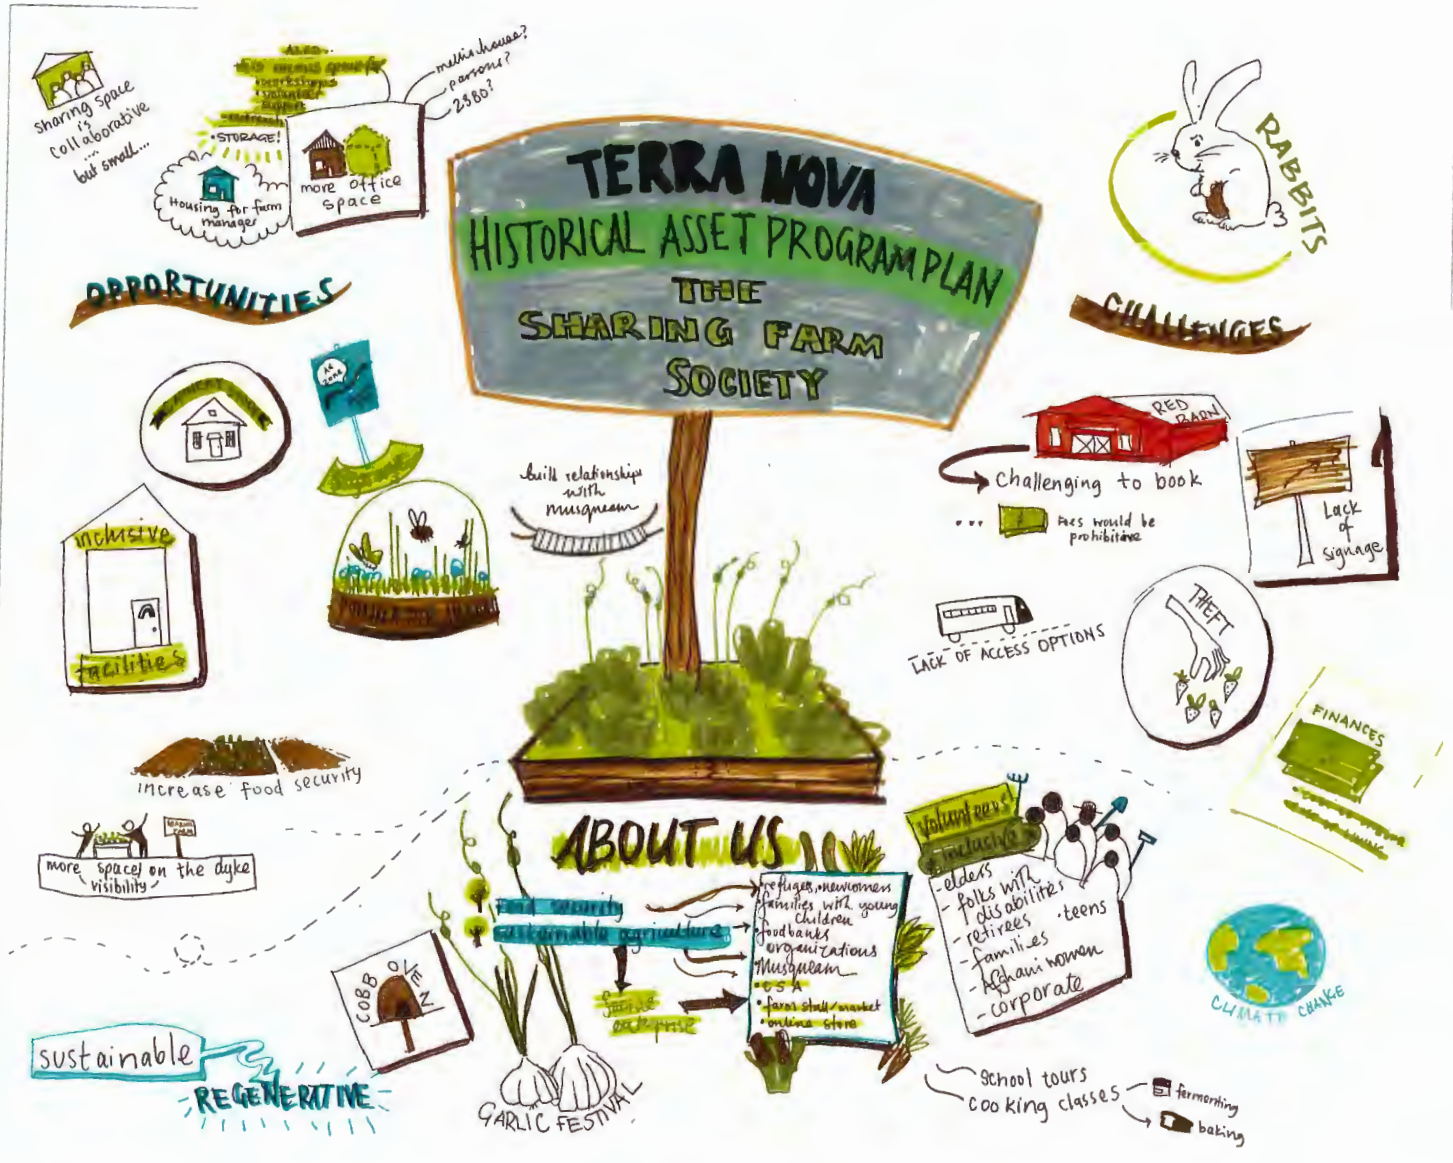 TERRA NOVA
HISTORICAL ASSET PROGRAM PLAN
THE
SHARING FARM
SOCIETY
sharing space
is
collaborative
...
but small...
ALSO...
workshops
volunteer
support
• STORAGE!
Housing for farm
manager
more office
space
mellis house?
parsons?
2380?
OPPORTUNITIES
inclusive
facilities
build relationships
with
musqueam
increase food security
more space on the dyke
visibility
sustainable
REGENERATIVE
COBB OVEN
GARLIC FESTIVAL
ABOUT US
food security
sustainable agriculture
• refugees, newcomers
• families with young
children
• foodbanks
organizations
Musqueam
• CSA
• farm stall/market
• online store
volunteers!
• inclusive
- elders
- folks with
disabilities
- retirees
• teens
- families
- Afghani women
- corporate
school tours
cooking classes
fermenting
baking
RABBITS
CHALLENGES
RED
BARN
Challenging to book
...
fees would be
prohibitive
Lack
of
signage
LACK OF ACCESS OPTIONS
THEFT
FINANCES
CLIMATE CHANGE